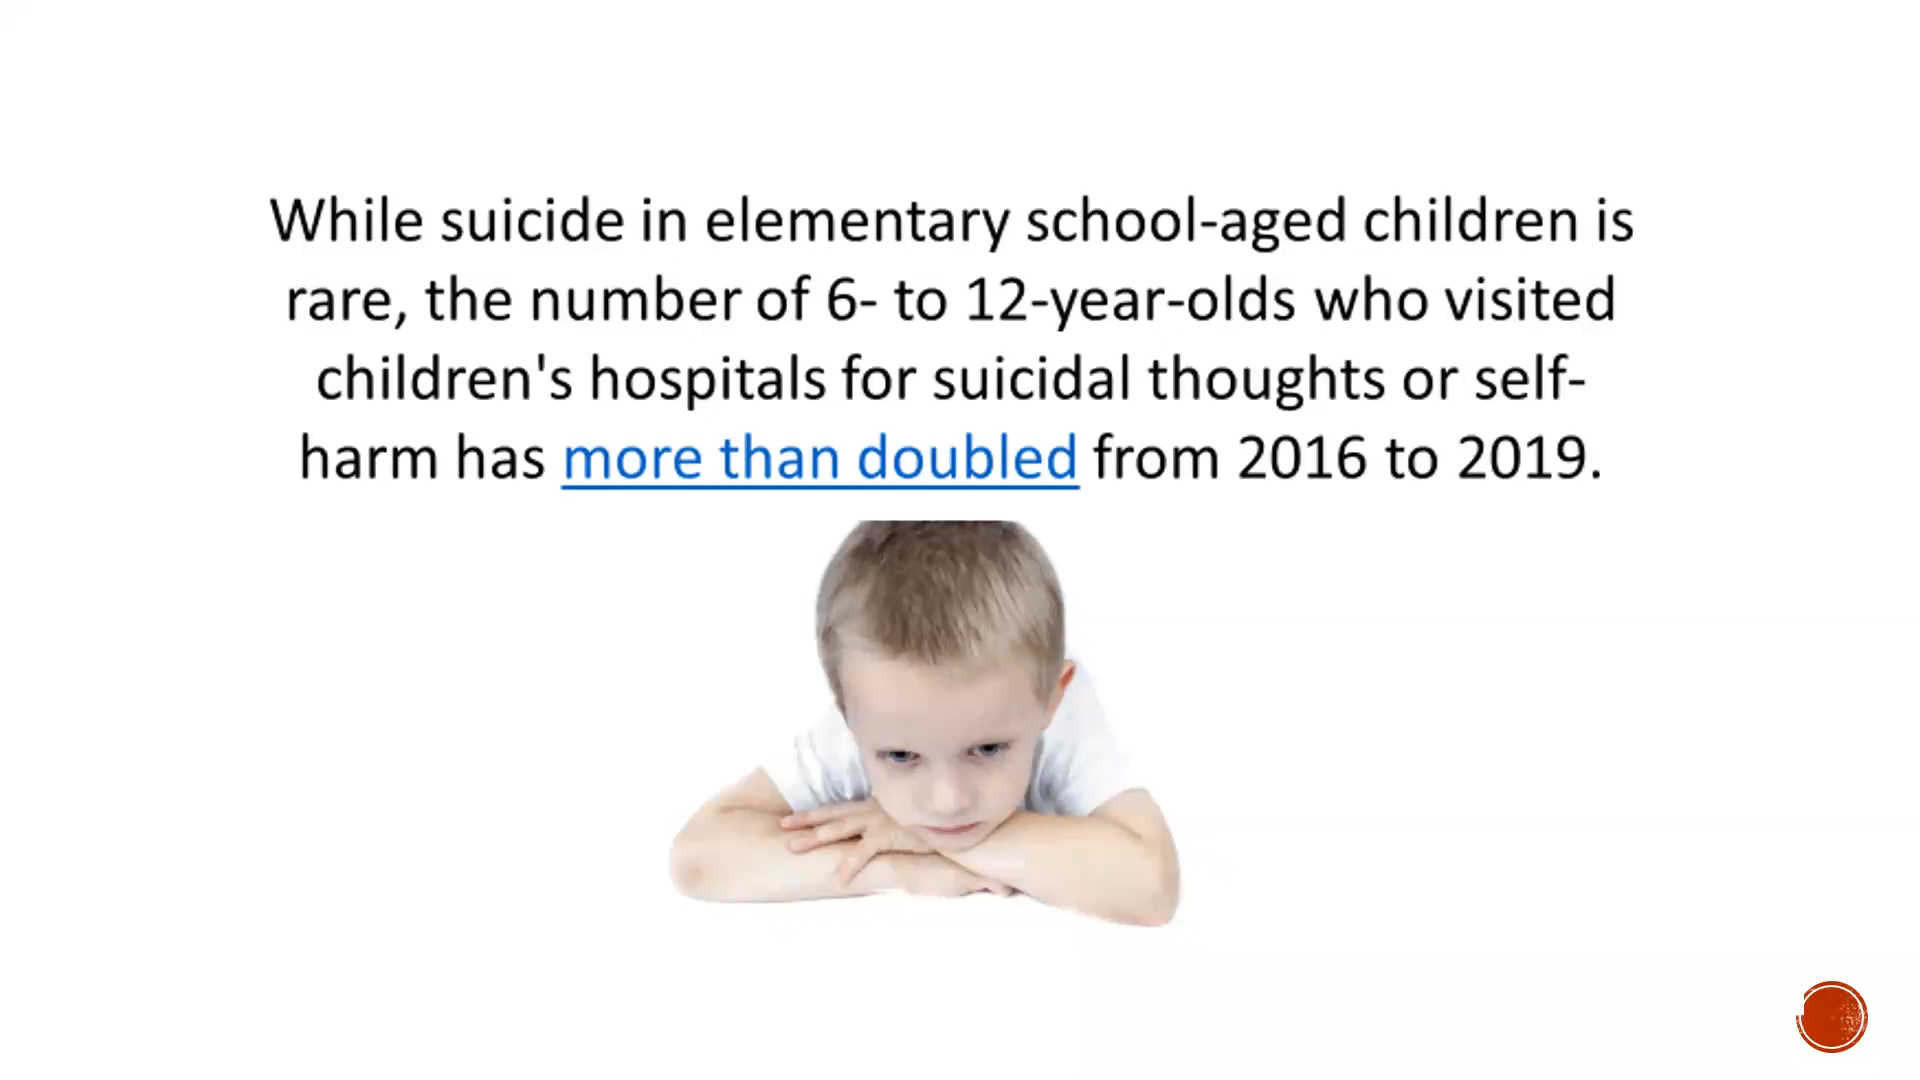 While suicide in elementary school-aged children is
rare, the number of 6- to 12-year-olds who visited
children's hospitals for suicidal thoughts or self-
harm has more than doubled from 2016 to 2019.